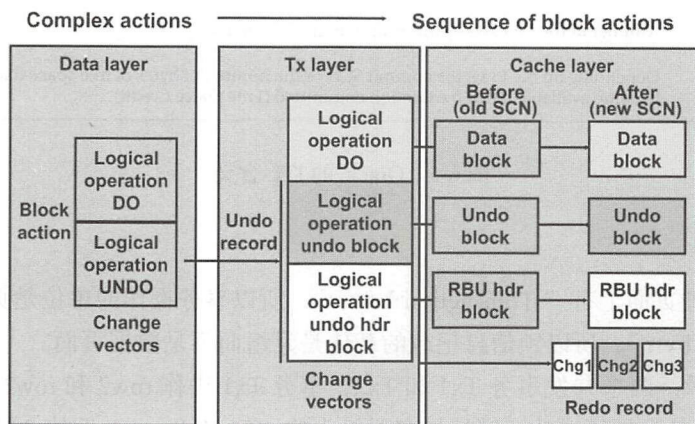 Complex actions
Sequence of block actions
Data layer
Block
action
Logical
operation
DO
Logical
operation
UNDO
Change
vectors
Tx layer
Undo
record
Logical
operation
DO
Logical
operation
undo block
Logical
operation
undo hdr
block
Change
vectors
Cache layer
Before
(old SCN)
After
(new SCN)
Data
block
Data
block
Undo
block
Undo
block
RBU hdr
block
RBU hdr
block
Chg1 Chg2 Chg3
Redo record